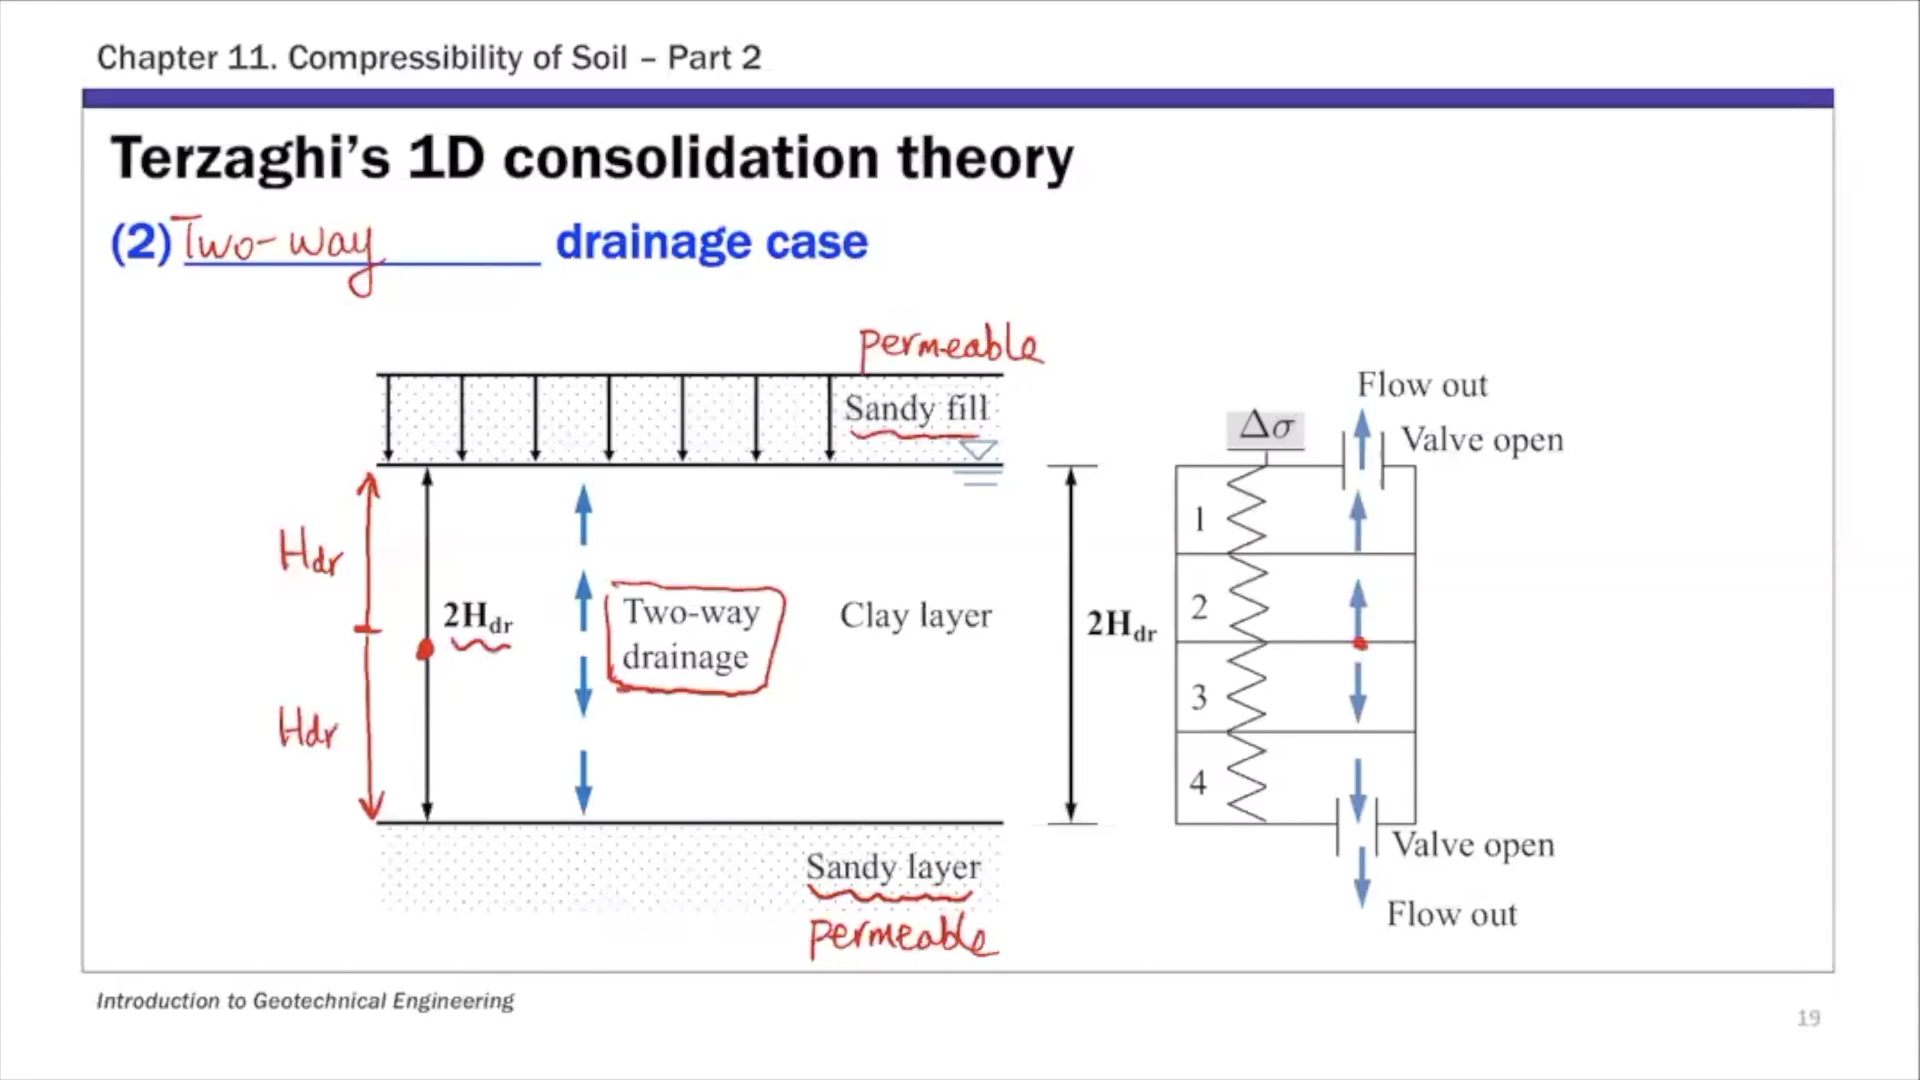 Chapter 11. Compressibility of Soil – Part 2
Terzaghi's 1D consolidation theory
(2) Two-way drainage case
permeable
Sandy fill
Flow out
Δσ
Valve open
Hdr
1
2Hdr
Two-way
drainage
Clay layer
2Hdr
2
3
Hdr
4
Sandy layer
Valve open
permeable
Flow out
Introduction to Geotechnical Engineering
19